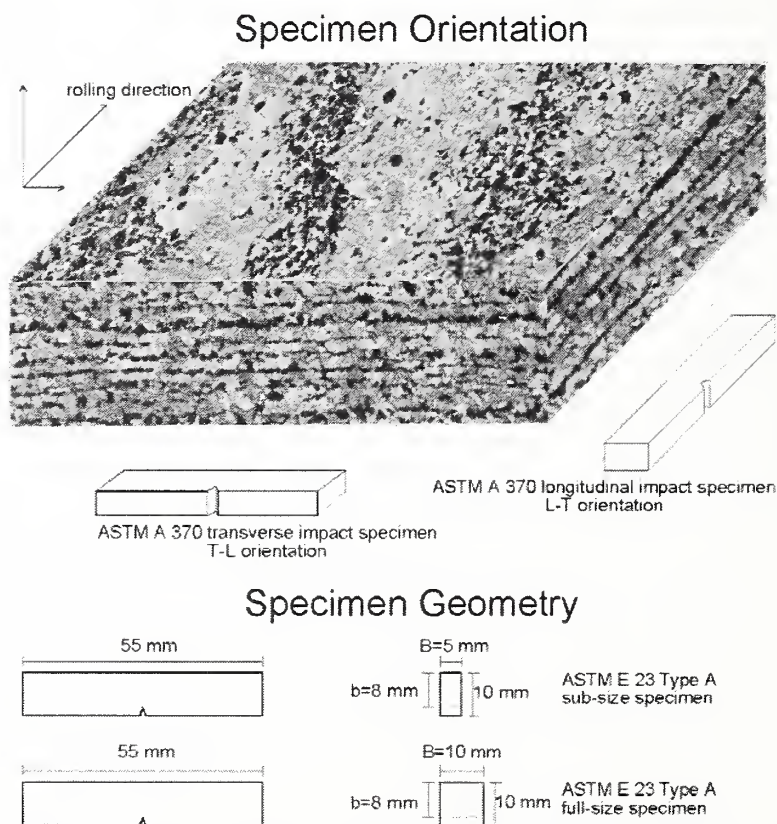 Specimen Orientation
rolling direction
ASTM A 370 longitudinal impact specimen
L-T orientation
ASTM A 370 transverse impact specimen
T-L orientation
Specimen Geometry
55 mm
B=5 mm
b=8 mm
10 mm
ASTM E 23 Type A
sub-size specimen
55 mm
B=10 mm
b=8 mm
10 mm
ASTM E 23 Type A
full-size specimen